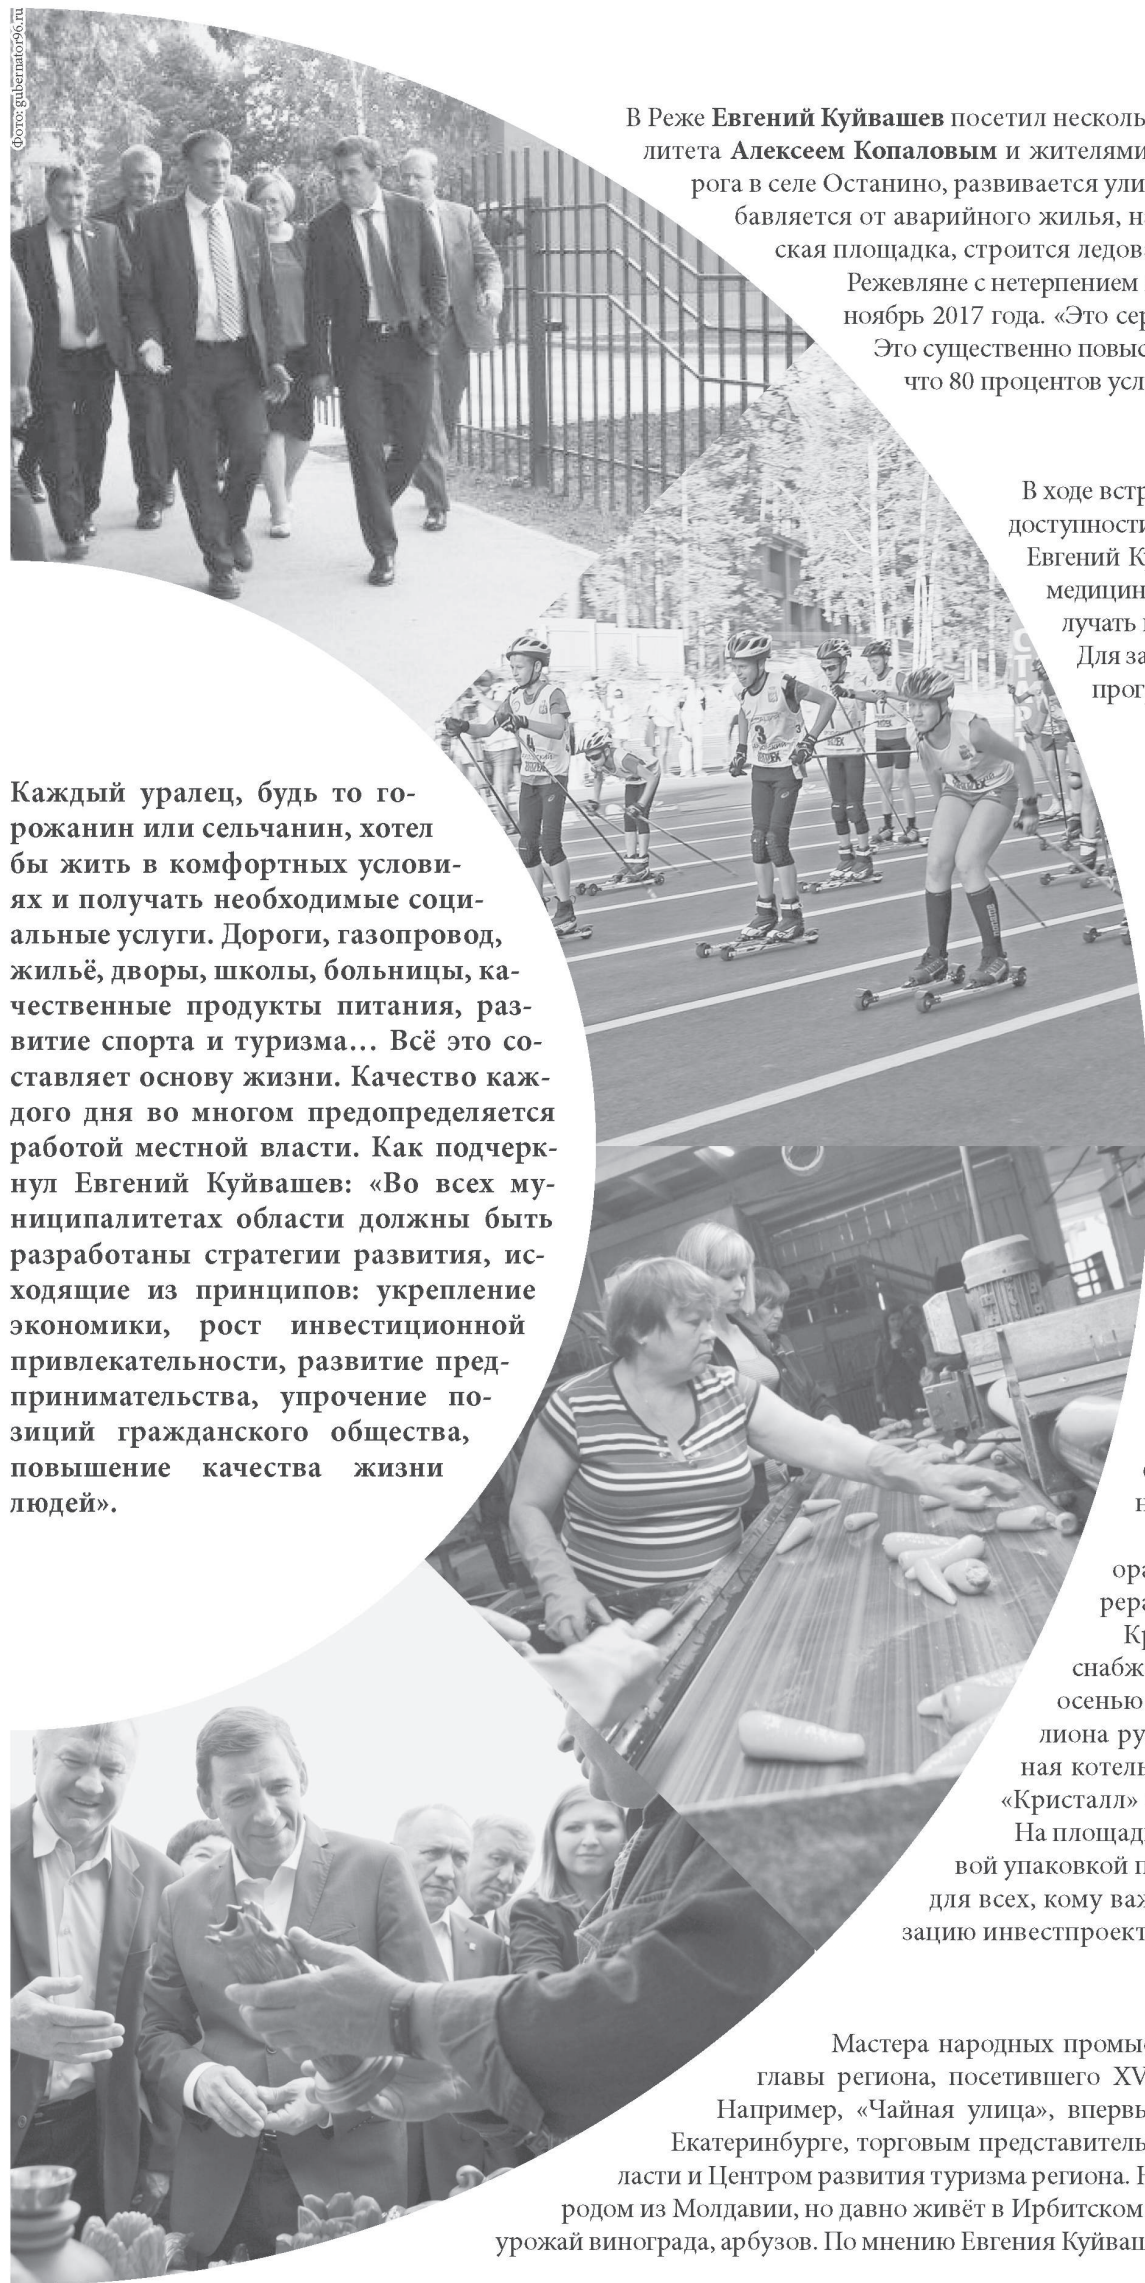 Фото: gubernator96.ru
В Реже Евгений Куйвашев посетил несколь
литета Алексеем Копаловым и жителями
рога в селе Останино, развивается ули
бавляется от аварийного жилья, н
ская площадка, строится ледов
Режевляне с нетерпением
ноябрь 2017 года. «Это сер
Это существенно повыс
что 80 процентов усл
В ходе встр
доступности
Евгений К
медицин
лучать
Для за
прог
Каждый уралец, будь то го-
рожанин или сельчанин, хотел
бы жить в комфортных услови-
ях и получать необходимые соци-
альные услуги. Дороги, газопровод,
жильё, дворы, школы, больницы, ка-
чественные продукты питания, раз-
витие спорта и туризма… Всё это со-
ставляет основу жизни. Качество каж-
дого дня во многом предопределяется
работой местной власти. Как подчерк-
нул Евгений Куйвашев: «Во всех му-
ниципалитетах области должны быть
разработаны стратегии развития, ис-
ходящие из принципов: укрепление
экономики, рост инвестиционной
привлекательности, развитие пред-
принимательства, упрочение по-
зиций гражданского общества,
повышение качества жизни
людей».
ора
рера
Кр
снабж
осенью
лиона ру
ная котель
«Кристалл»
На площад
вой упаковкой п
для всех, кому важ
зацию инвестпроект
Мастера народных промы
главы региона, посетившего XV
Например, «Чайная улица», впервы
Екатеринбурге, торговым представитель
ласти и Центром развития туризма региона. Н
родом из Молдавии, но давно живёт в Ирбитском
урожай винограда, арбузов. По мнению Евгения Куйваш